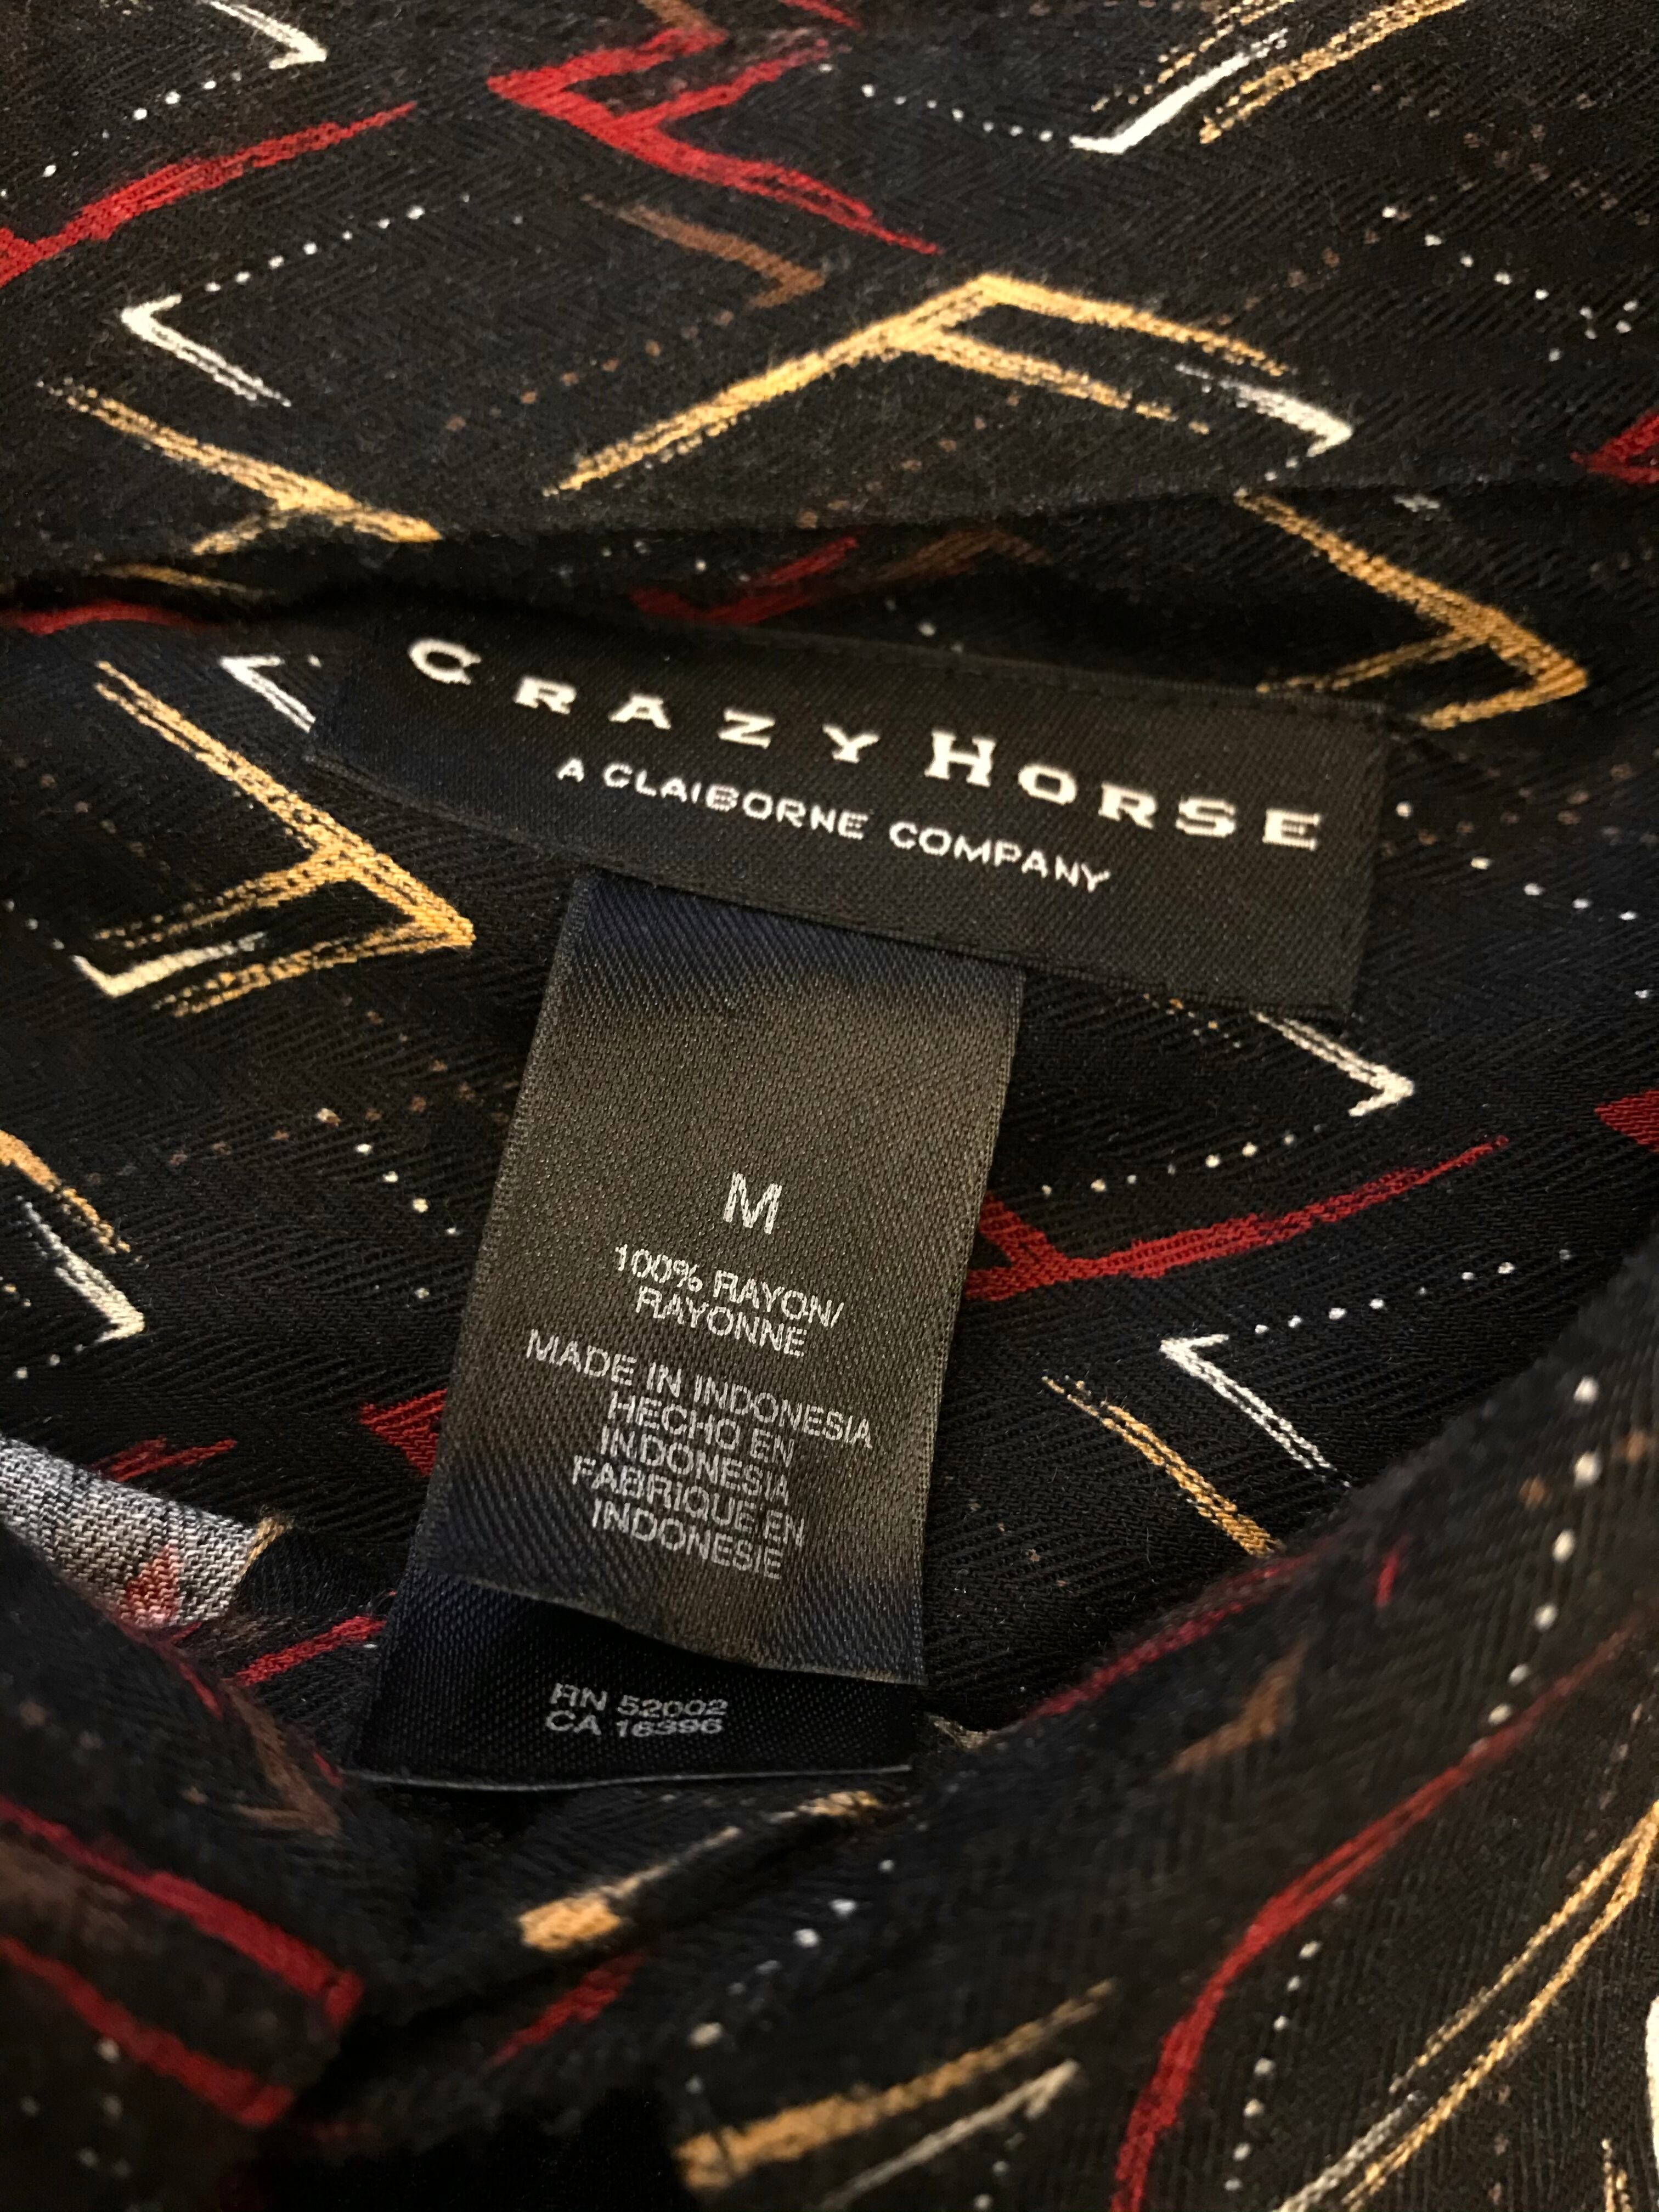 CRAZY HORSE
A CLAIBORNE COMPANY
M
100% RAYON/
RAYONNE
MADE IN INDONESIA
HECHO EN
INDONESIA
FABRIQUÉ EN
INDONESIE
RN 52002
CA 16396